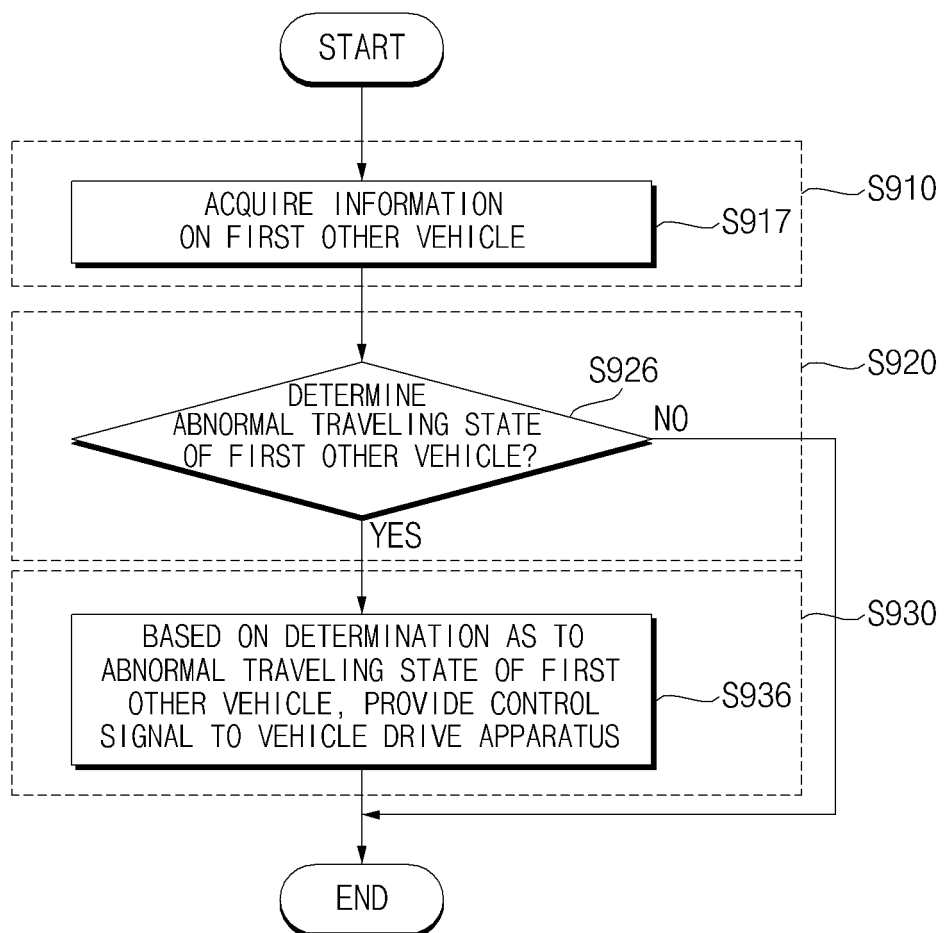 START
ACQUIRE INFORMATION
ON FIRST OTHER VEHICLE
S917
S910
DETERMINE
ABNORMAL TRAVELING STATE
OF FIRST OTHER VEHICLE?
S926
NO
S920
YES
BASED ON DETERMINATION AS TO
ABNORMAL TRAVELING STATE OF FIRST
OTHER VEHICLE, PROVIDE CONTROL
SIGNAL TO VEHICLE DRIVE APPARATUS
S936
S930
END